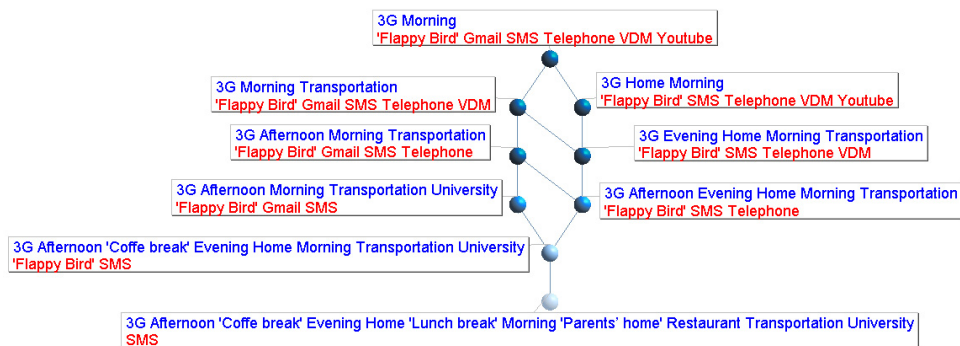 3G Morning
'Flappy Bird' Gmail SMS Telephone VDM Youtube
3G Morning Transportation
'Flappy Bird' Gmail SMS Telephone VDM
3G Home Morning
'Flappy Bird' SMS Telephone VDM Youtube
3G Afternoon Morning Transportation
'Flappy Bird' Gmail SMS Telephone
3G Evening Home Morning Transportation
'Flappy Bird' SMS Telephone VDM
3G Afternoon Morning Transportation University
'Flappy Bird' Gmail SMS
3G Afternoon Evening Home Morning Transportation
'Flappy Bird' SMS Telephone
3G Afternoon 'Coffe break' Evening Home Morning Transportation University
'Flappy Bird' SMS
3G Afternoon 'Coffe break' Evening Home 'Lunch break' Morning 'Parents’ home' Restaurant Transportation University
SMS